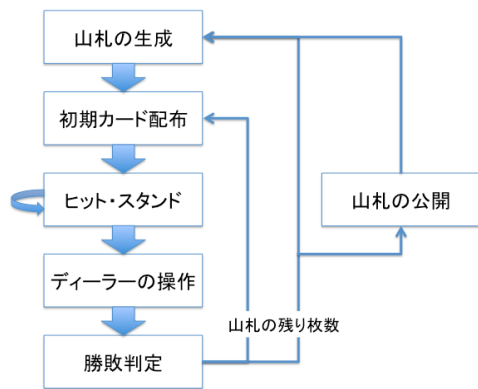 山札の生成
初期カード配布
ヒット・スタンド
山札の公開
ディーラーの操作
山札の残り枚数
勝敗判定